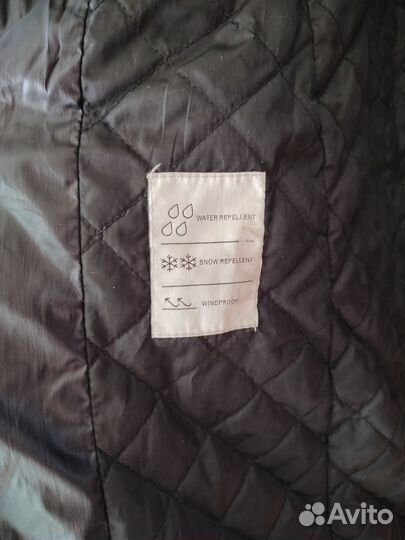 WATER REPELLENT
SNOW REPELLENT
WINDPROOF
Avito